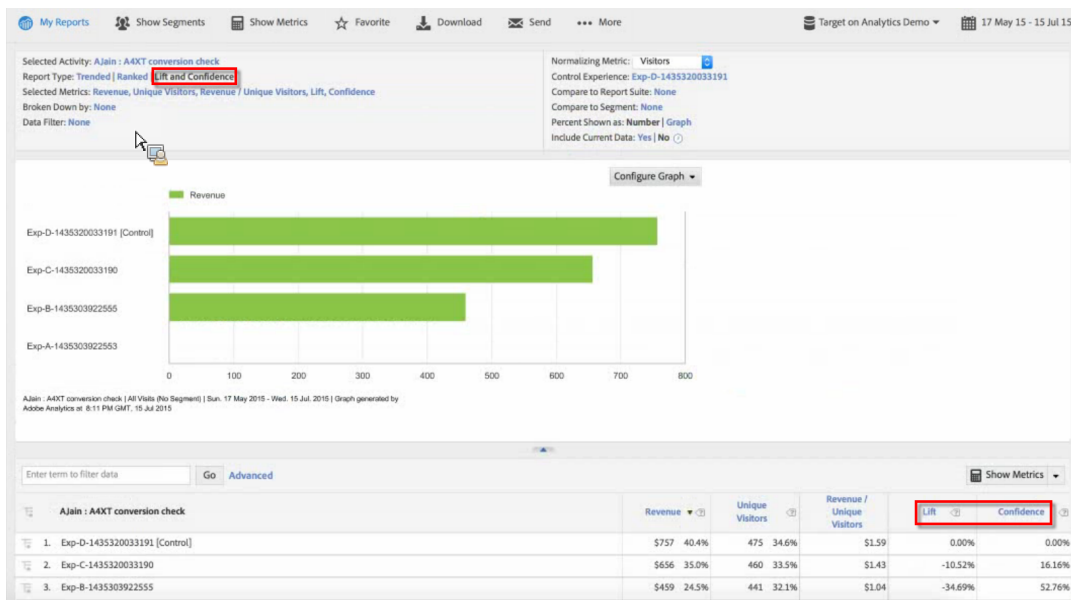 My Reports Show Segments Show Metrics Favorite Download Send More Target on Analytics Demo 17 May 15 - 15 Jul 15
Selected Activity: AJain : A4XT conversion check
Report Type: Trended | Ranked | Lift and Confidence
Selected Metrics: Revenue, Unique Visitors, Revenue / Unique Visitors, Lift, Confidence
Broken Down by: None
Data Filter: None
Normalizing Metric: Visitors
Control Experience: Exp-D-1435320033191
Compare to Report Suite: None
Compare to Segment: None
Percent Shown as: Number | Graph
Include Current Data: Yes | No
Configure Graph
Revenue
Exp-D-1435320033191 [Control]
Exp-C-1435320033190
Exp-B-1435303922555
Exp-A-1435303922553
0 100 200 300 400 500 600 700 800
AJain : A4XT conversion check | All Visits (No Segment) | Sun. 17 May 2015 - Wed. 15 Jul. 2015 | Graph generated by
Adobe Analytics at 8:11 PM GMT, 15 Jul 2015
Enter term to filter data Go Advanced Show Metrics
AJain : A4XT conversion check Revenue Unique Visitors Revenue / Unique Visitors Lift Confidence
1. Exp-D-1435320033191 [Control] $757 40.4% 475 34.6% $1.59 0.00% 0.00%
2. Exp-C-1435320033190 $656 35.0% 460 33.5% $1.43 -10.52% 16.16%
3. Exp-B-1435303922555 $459 24.5% 441 32.1% $1.04 -34.69% 52.76%